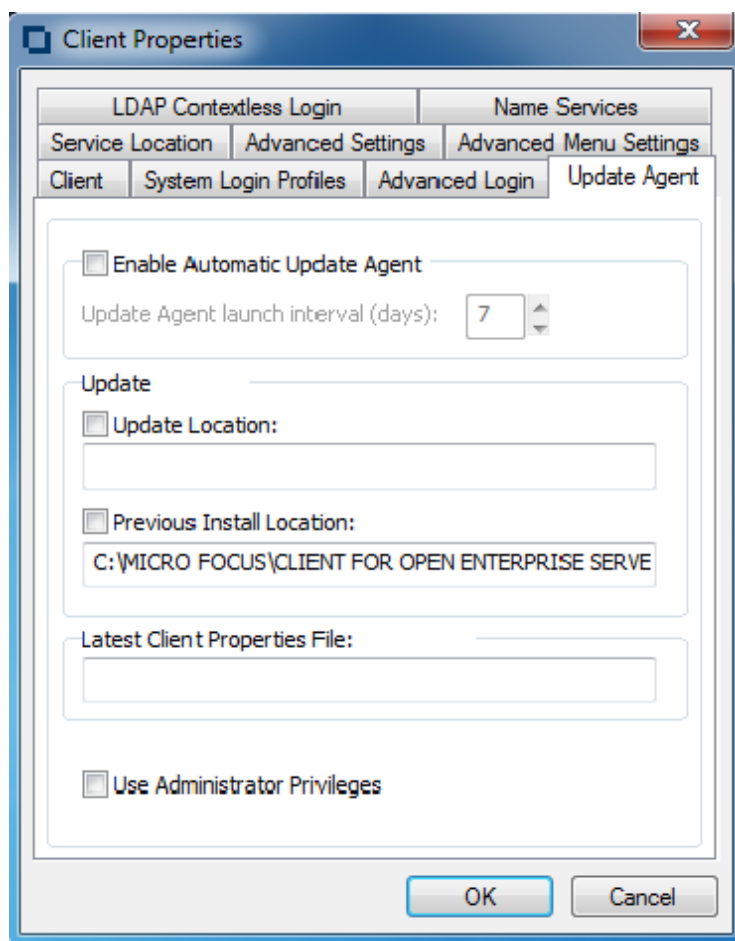 Client Properties
LDAP Contextless Login Name Services
Service Location Advanced Settings Advanced Menu Settings
Client System Login Profiles Advanced Login Update Agent
Enable Automatic Update Agent
Update Agent launch interval (days): 7
Update
Update Location:
Previous Install Location:
C:\MICRO FOCUS\CLIENT FOR OPEN ENTERPRISE SERVE
Latest Client Properties File:
Use Administrator Privileges
OK Cancel